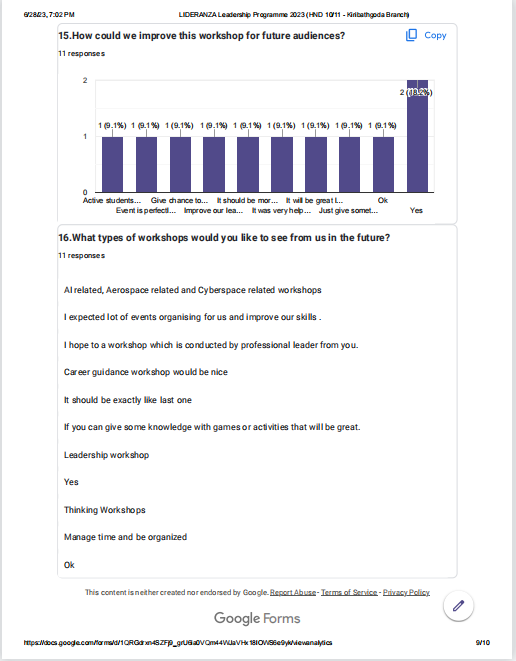 6/28/23, 7:02 PM
LIDERANZA Leadership Programme 2023 (HND 10/11 - Kiribathgoda Branch)
15.How could we improve this workshop for future audiences?
Copy
11 responses
2
2 (18.2%)
1 (9.1%) 1 (9.1%) 1 (9.1%) 1 (9.1%) 1 (9.1%) 1 (9.1%) 1 (9.1%) 1 (9.1%) 1 (9.1%)
1
0
Active students... Give chance to... It should be mor... It will be great I... Ok
Event is perfectl... Improve our lea... It was very help... Just give somet... Yes
16.What types of workshops would you like to see from us in the future?
11 responses
AI related, Aerospace related and Cyberspace related workshops
I expected lot of events organising for us and improve our skills .
I hope to a workshop which is conducted by professional leader from you.
Career guidance workshop would be nice
It should be exactly like last one
If you can give some knowledge with games or activities that will be great.
Leadership workshop
Yes
Thinking Workshops
Manage time and be organized
Ok
This content is neither created nor endorsed by Google. Report Abuse - Terms of Service - Privacy Policy
Google Forms
9/10